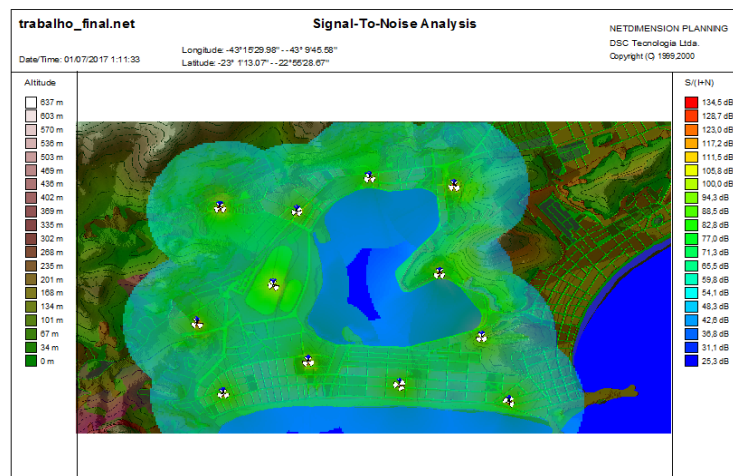 trabalho_final.net
Signal-To-Noise Analysis
NETDIMENSION PLANNING
DSC Tecnologia Ltda.
Copyright (C) 1999,2000
Date/Time: 01/07/2017 1:11:33
Longitude: -43°15'29.98" - -43° 9'45.58"
Latitude: -23° 1'13.07" - -22°55'28.67"
Altitude
637 m
603 m
570 m
536 m
503 m
469 m
436 m
402 m
369 m
335 m
302 m
268 m
235 m
201 m
168 m
134 m
101 m
67 m
34 m
0 m
S/(I+N)
134,5 dB
128,7 dB
123,0 dB
117,2 dB
111,5 dB
105,8 dB
100,0 dB
94,3 dB
88,5 dB
82,8 dB
77,0 dB
71,3 dB
65,5 dB
59,8 dB
54,1 dB
48,3 dB
42,6 dB
36,8 dB
31,1 dB
25,3 dB